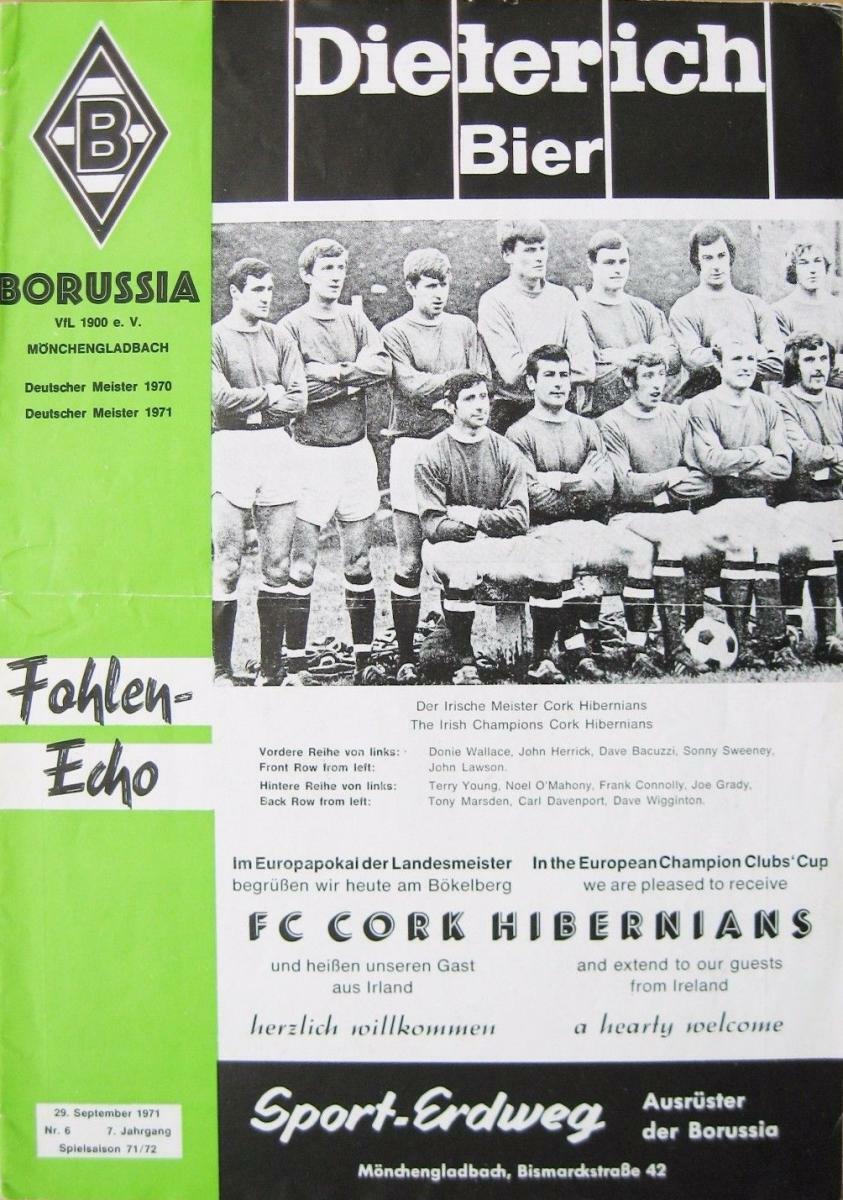 Dieterich
Bier
B
BORUSSIA
VfL 1900 e. V.
MÖNCHENGLADBACH
Deutscher Meister 1970
Deutscher Meister 1971
Fohlen-
Echo
Der Irische Meister Cork Hibernians
The Irish Champions Cork Hibernians
Vordere Reihe von links: Donie Wallace, John Herrick, Dave Bacuzzi, Sonny Sweeney,
Front Row from left: John Lawson.
Hintere Reihe von links: Terry Young, Noel O'Mahony, Frank Connolly, Joe Grady,
Back Row from left: Tony Marsden, Carl Davenport, Dave Wigginton.
Im Europapokal der Landesmeister
begrüßen wir heute am Bökelberg
In the European Champion Clubs' Cup
we are pleased to receive
FC CORK HIBERNIANS
und heißen unseren Gast
aus Irland
herzlich willkommen
and extend to our guests
from Ireland
a hearty welcome
29. September 1971
Nr. 6 7. Jahrgang
Spielsaison 71/72
Sport-Erdweg
Ausrüster
der Borussia
Mönchengladbach, Bismarckstraße 42